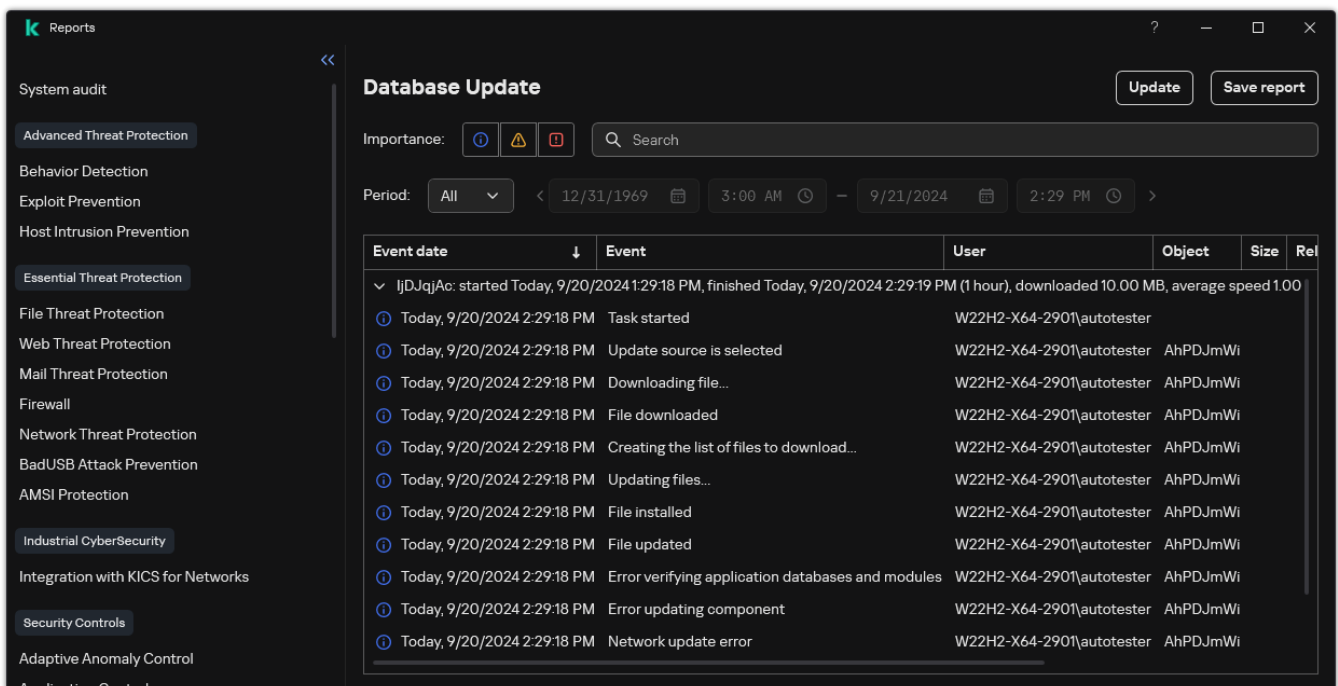 Reports
?
System audit
Advanced Threat Protection
Behavior Detection
Exploit Prevention
Host Intrusion Prevention
Essential Threat Protection
File Threat Protection
Web Threat Protection
Mail Threat Protection
Firewall
Network Threat Protection
BadUSB Attack Prevention
AMSI Protection
Industrial CyberSecurity
Integration with KICS for Networks
Security Controls
Adaptive Anomaly Control
Database Update
Update
Save report
Importance:
Search
Period: All 12/31/1969 3:00 AM – 9/21/2024 2:29 PM
Event date Event User Object Size Rel
IjDJqjAc: started Today, 9/20/2024 1:29:18 PM, finished Today, 9/20/2024 2:29:19 PM (1 hour), downloaded 10.00 MB, average speed 1.00
Today, 9/20/2024 2:29:18 PM Task started W22H2-X64-2901\autotester
Today, 9/20/2024 2:29:18 PM Update source is selected W22H2-X64-2901\autotester AhPDJmWi
Today, 9/20/2024 2:29:18 PM Downloading file... W22H2-X64-2901\autotester AhPDJmWi
Today, 9/20/2024 2:29:18 PM File downloaded W22H2-X64-2901\autotester AhPDJmWi
Today, 9/20/2024 2:29:18 PM Creating the list of files to download... W22H2-X64-2901\autotester AhPDJmWi
Today, 9/20/2024 2:29:18 PM Updating files... W22H2-X64-2901\autotester AhPDJmWi
Today, 9/20/2024 2:29:18 PM File installed W22H2-X64-2901\autotester AhPDJmWi
Today, 9/20/2024 2:29:18 PM File updated W22H2-X64-2901\autotester AhPDJmWi
Today, 9/20/2024 2:29:18 PM Error verifying application databases and modules W22H2-X64-2901\autotester AhPDJmWi
Today, 9/20/2024 2:29:18 PM Error updating component W22H2-X64-2901\autotester AhPDJmWi
Today, 9/20/2024 2:29:18 PM Network update error W22H2-X64-2901\autotester AhPDJmWi